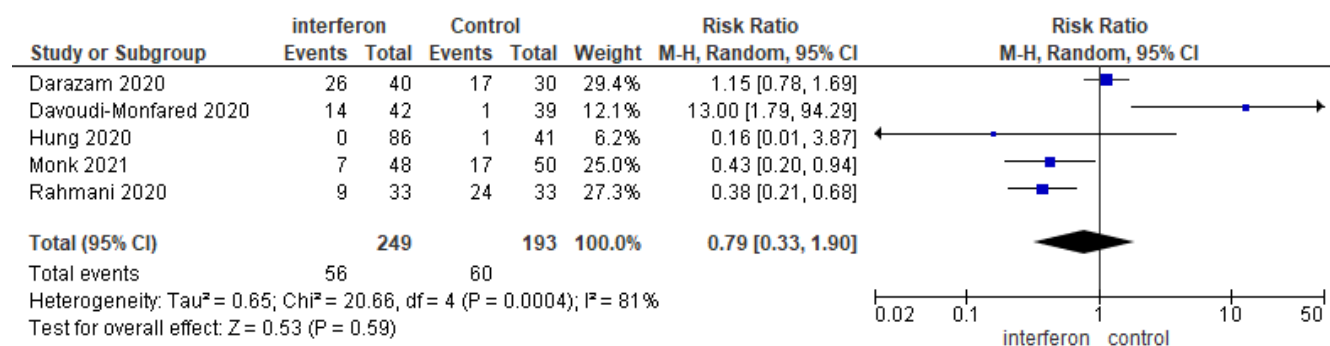 interferon Control Risk Ratio Risk Ratio
Study or Subgroup Events Total Events Total Weight M-H, Random, 95% CI M-H, Random, 95% CI
Darazam 2020 26 40 17 30 29.4% 1.15 [0.78, 1.69]
Davoudi-Monfared 2020 14 42 1 39 12.1% 13.00 [1.79, 94.29]
Hung 2020 0 86 1 41 6.2% 0.16 [0.01, 3.87]
Monk 2021 7 48 17 50 25.0% 0.43 [0.20, 0.94]
Rahmani 2020 9 33 24 33 27.3% 0.38 [0.21, 0.68]
Total (95% CI) 249 193 100.0% 0.79 [0.33, 1.90]
Total events 56 60
Heterogeneity: Tau² = 0.65; Chi² = 20.66, df = 4 (P = 0.0004); I² = 81%
Test for overall effect: Z = 0.53 (P = 0.59)
0.02 0.1 1 10 50
interferon control